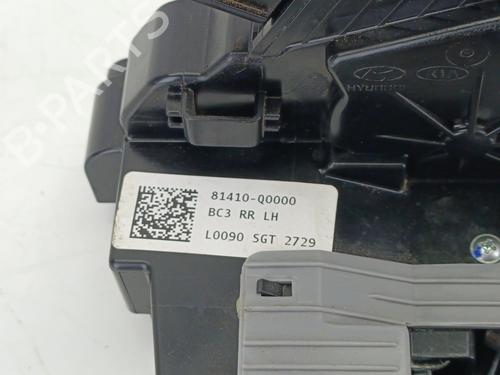 HYUNDAI
KIA
81410-Q0000
BC3 RR LH
L0090 SGT 2729
B-PARTS